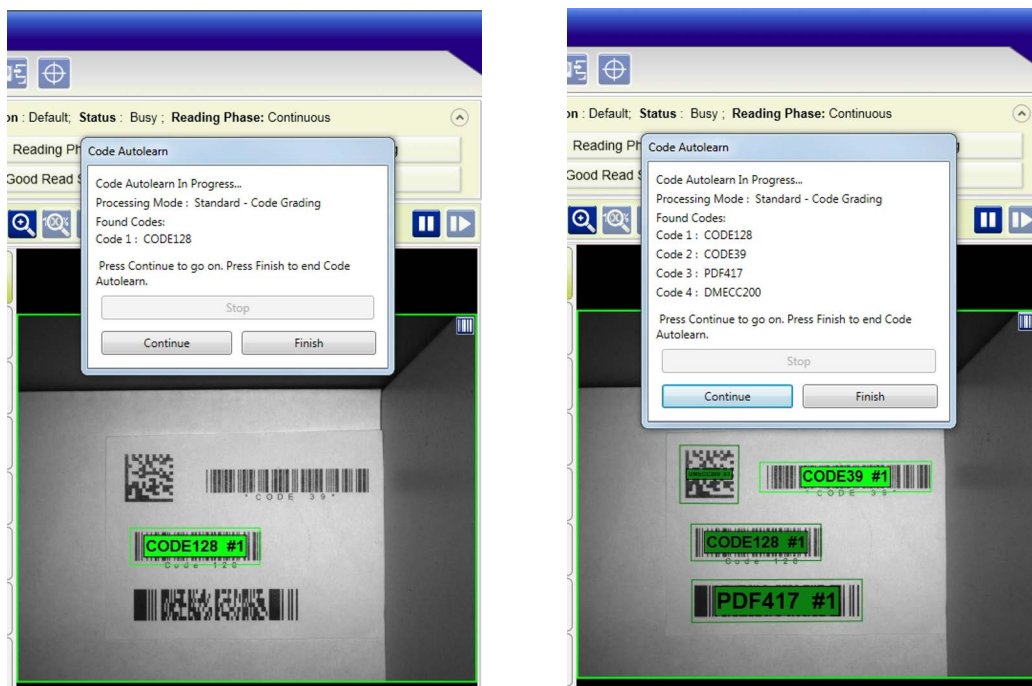 on : Default; Status : Busy ; Reading Phase: Continuous
Reading Ph
Good Read S
Code Autolearn
Code Autolearn In Progress...
Processing Mode : Standard - Code Grading
Found Codes:
Code 1 : CODE128
Press Continue to go on. Press Finish to end Code
Autolearn.
Stop
Continue Finish
*CODE 39*
CODE128 #1
Code 128
on : Default; Status : Busy ; Reading Phase: Continuous
Reading Ph
Good Read S
Code Autolearn
Code Autolearn In Progress...
Processing Mode : Standard - Code Grading
Found Codes:
Code 1 : CODE128
Code 2 : CODE39
Code 3 : PDF417
Code 4 : DMECC200
Press Continue to go on. Press Finish to end Code
Autolearn.
Stop
Continue Finish
DMECC200 #1
CODE39 #1
*CODE 39*
CODE128 #1
Code 128
PDF417 #1